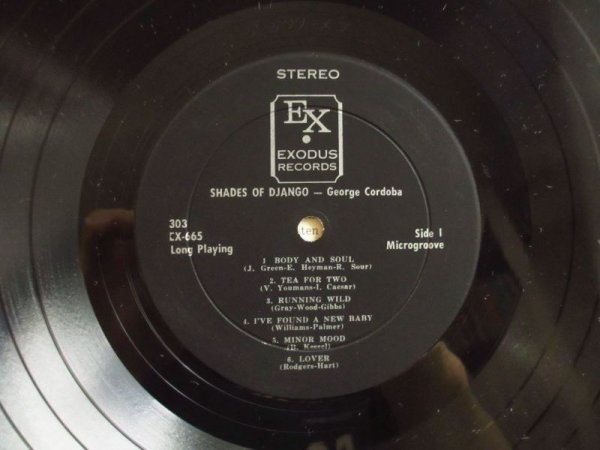 STEREO
EX
EXODUS
RECORDS
SHADES OF DJANGO — George Cordoba
303
EX-665
Long Playing
Side 1
Microgroove
ten
1 BODY AND SOUL
(J. Green-E. Heyman-R. Sour)
2. TEA FOR TWO
(V. Youmans-I. Caesar)
3. RUNNING WILD
(Gray-Wood-Gibbs)
4. I'VE FOUND A NEW BABY
(Williams-Palmer)
5. MINOR MOOD
(B. Kessel)
6. LOVER
(Rodgers-Hart)